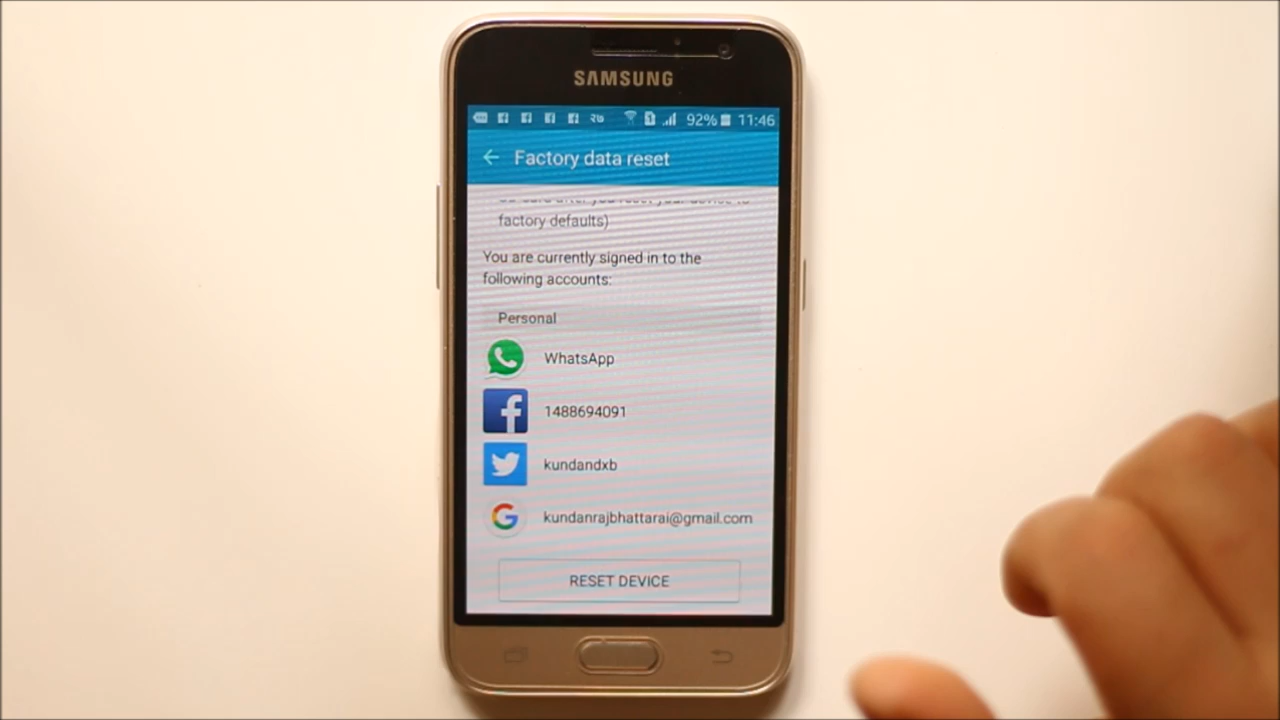 SAMSUNG
92% 11:46
Factory data reset
factory defaults)
You are currently signed in to the
following accounts:
Personal
WhatsApp
1488694091
kundandxb
kundanrajbhattarai@gmail.com
RESET DEVICE